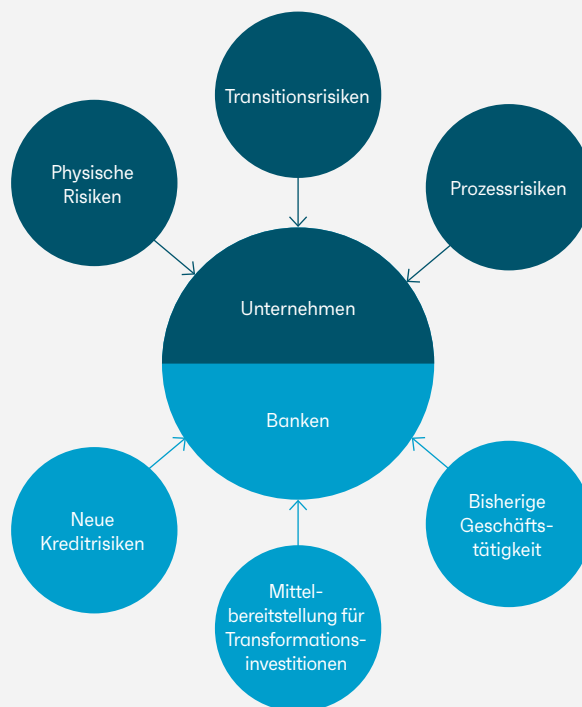 Transitionsrisiken
Physische
Risiken
Prozessrisiken
Unternehmen
Banken
Neue
Kreditrisiken
Bisherige
Geschäfts-
tätigkeit
Mittel-
bereitstellung für
Transformations-
investitionen